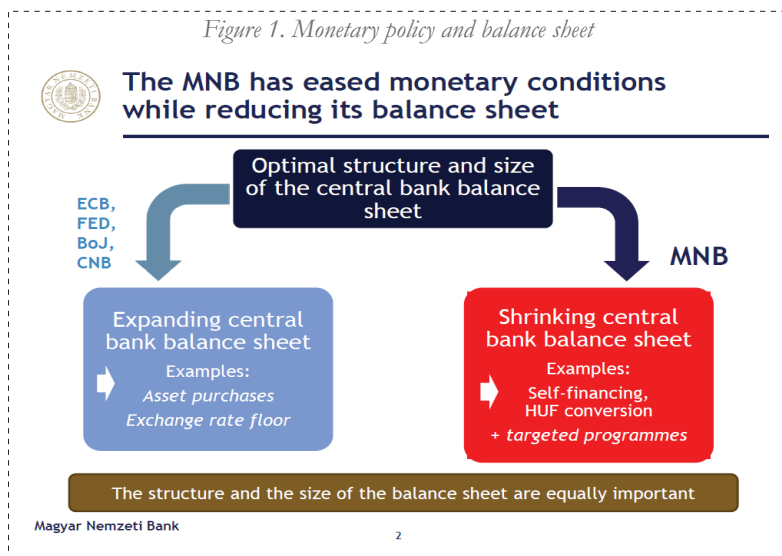 Figure 1. Monetary policy and balance sheet
MAGYAR NEMZETI BANK
The MNB has eased monetary conditions
while reducing its balance sheet
Optimal structure and size
of the central bank balance
sheet
ECB,
FED,
BoJ,
CNB
MNB
Expanding central
bank balance sheet
Examples:
Asset purchases
Exchange rate floor
Shrinking central
bank balance sheet
Examples:
Self-financing,
HUF conversion
+ targeted programmes
The structure and the size of the balance sheet are equally important
Magyar Nemzeti Bank
2